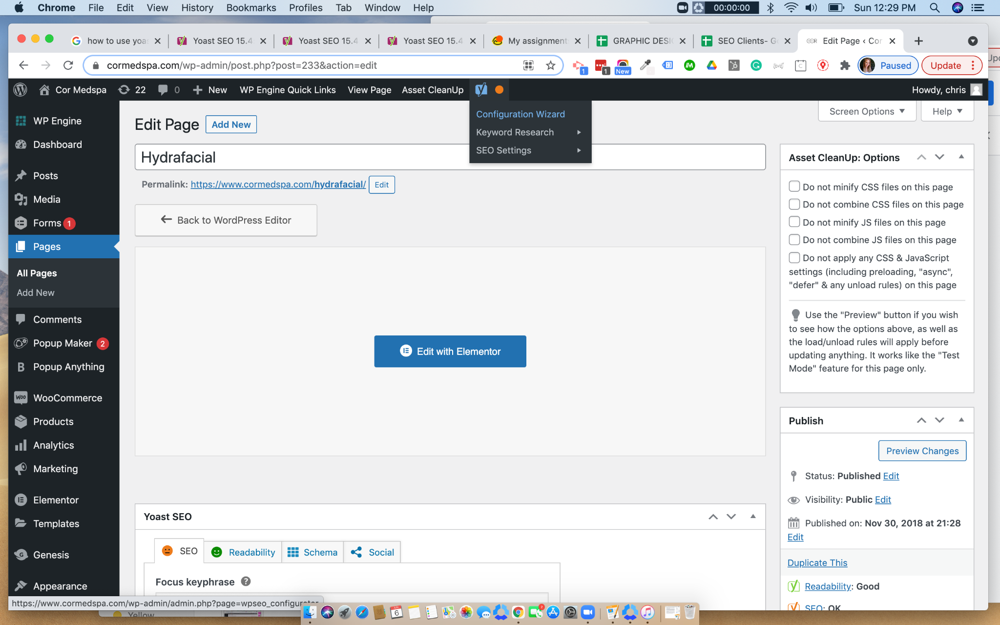 Chrome File Edit View History Bookmarks Profiles Tab Window Help 00:00:00 Sun 12:29 PM
how to use yoas Yoast SEO 15.4 Yoast SEO 15.4 Yoast SEO 15.4 My assignment GRAPHIC DESI SEO Clients- Go Edit Page ‹ Cor
cormedspa.com/wp-admin/post.php?post=233&action=edit 1 1 New Paused Update
Cor Medspa 22 0 New WP Engine Quick Links View Page Asset CleanUp Howdy, chris
Configuration Wizard
Keyword Research
SEO Settings
Screen Options Help
WP Engine
Dashboard
Posts
Media
Forms 1
Pages
All Pages
Add New
Comments
Popup Maker 2
Popup Anything
WooCommerce
Products
Analytics
Marketing
Elementor
Templates
Genesis
Appearance
https://www.cormedspa.com/wp-admin/admin.php?page=wpseo_configurator
Yellow
Edit Page Add New
Hydrafacial
Permalink: https://www.cormedspa.com/hydrafacial/ Edit
Back to WordPress Editor
Edit with Elementor
Yoast SEO
SEO Readability Schema Social
Focus keyphrase
Asset CleanUp: Options
Do not minify CSS files on this page
Do not combine CSS files on this page
Do not minify JS files on this page
Do not combine JS files on this page
Do not apply any CSS & JavaScript
settings (including preloading, "async",
"defer" & any unload rules) on this page
Use the "Preview" button if you wish
to see how the options above, as well as
the load/unload rules will apply before
updating anything. It works like the "Test
Mode" feature for this page only.
Publish
Preview Changes
Status: Published Edit
Visibility: Public Edit
Published on: Nov 30, 2018 at 21:28
Edit
Duplicate This
Readability: Good
SEO: OK